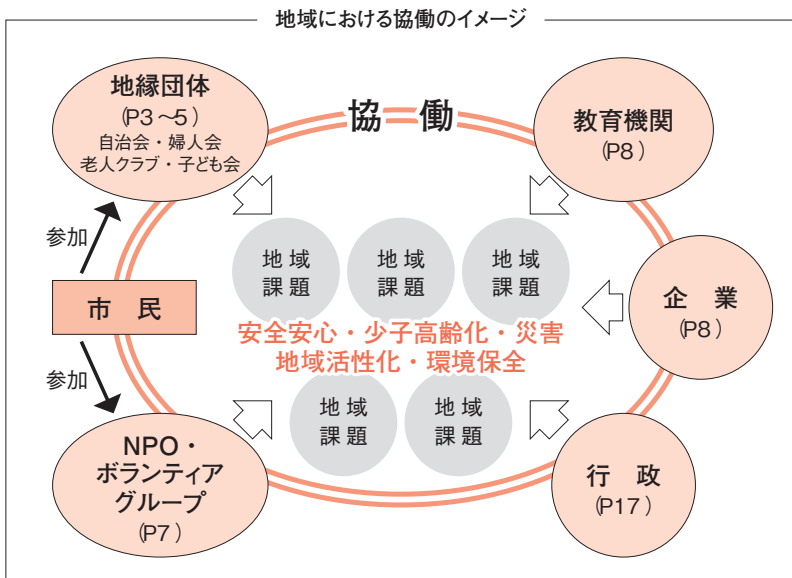 地域における協働のイメージ
地縁団体
(P3〜5)
自治会・婦人会
老人クラブ・子ども会
協 働
教育機関
(P8)
参加
市 民
参加
地 域
課 題
地 域
課 題
地 域
課 題
安全安心・少子高齢化・災害
地域活性化・環境保全
地 域
課 題
地 域
課 題
企 業
(P8)
NPO・
ボランティア
グループ
(P7)
行 政
(P17)